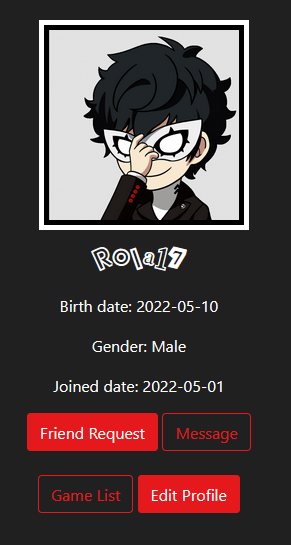 Rola17
Birth date: 2022-05-10
Gender: Male
Joined date: 2022-05-01
Friend Request Message
Game List Edit Profile